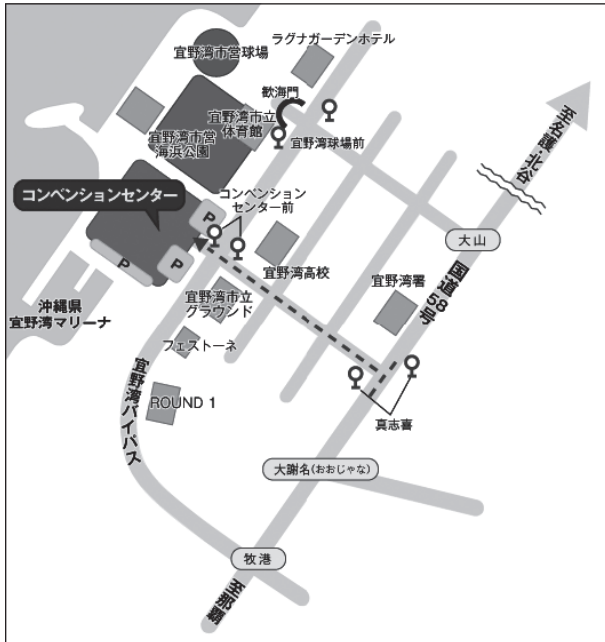 ラグナガーデンホテル
宜野湾市営球場
歓海門
宜野湾市立
体育館
宜野湾球場前
宜野湾市営
海浜公園
至名護・北谷
コンベンションセンター
コンベンション
センター前
P
P
P
大山
宜野湾高校
国道58号
宜野湾署
沖縄県
宜野湾マリーナ
宜野湾市立
グラウンド
フェストーネ
宜野湾バイパス
ROUND 1
真志喜
大謝名(おおじゃな)
牧港
至那覇